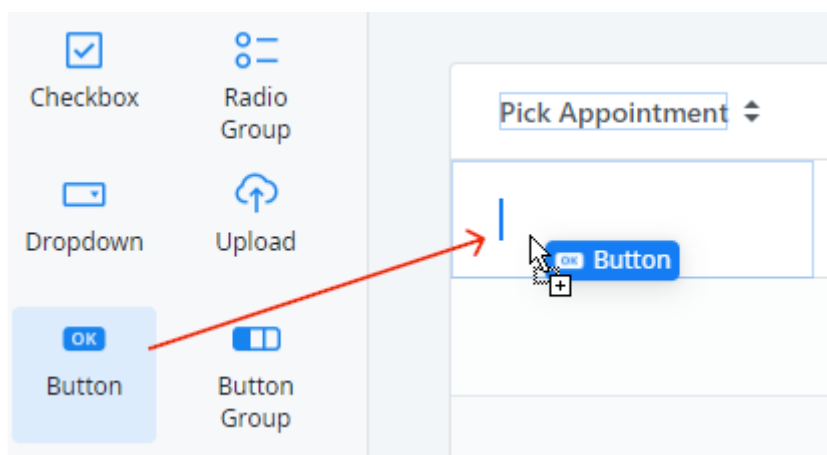 Checkbox
Radio
Group
Pick Appointment
Dropdown
Upload
OK Button
OK
Button
Button
Group